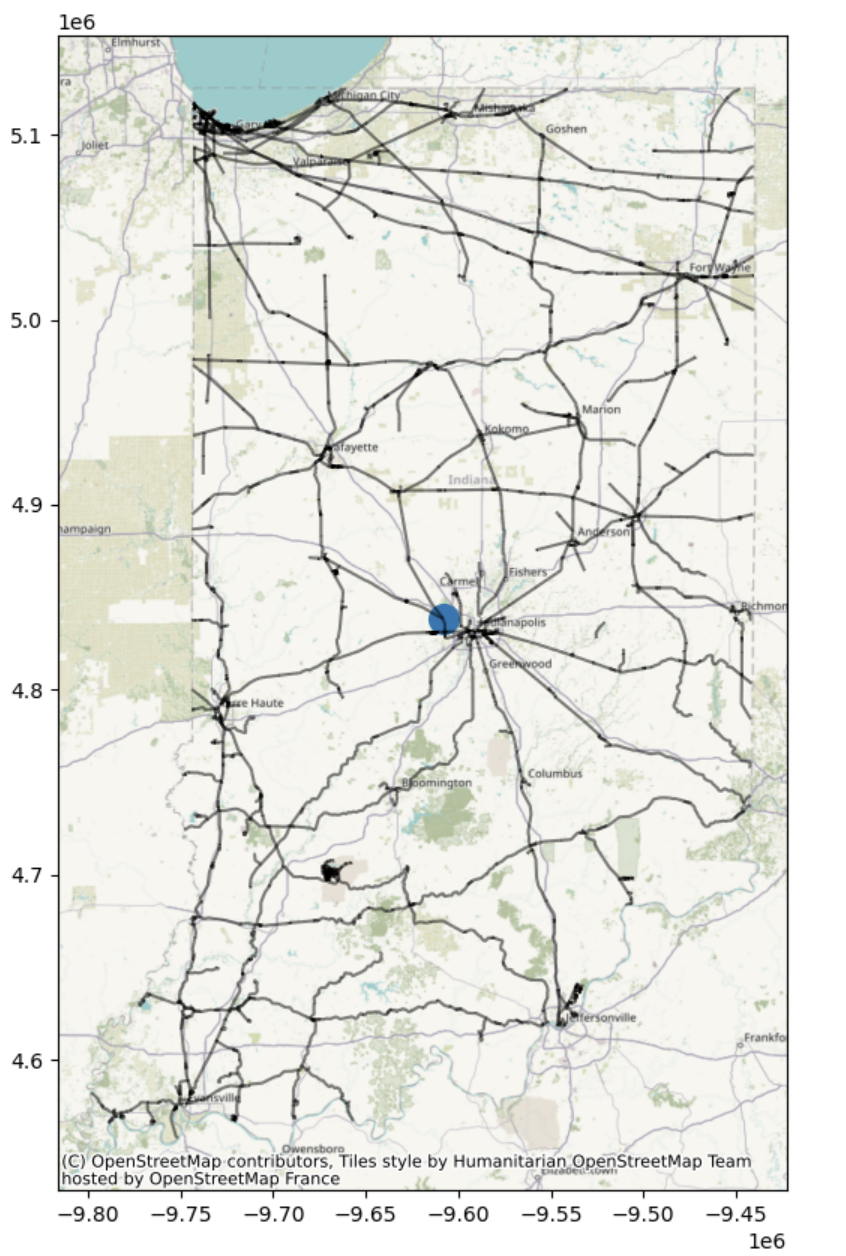 1e6
Elmhurst
ra
Michigan City
5.1
Gary
Mishawaka
Goshen
Joliet
Valparaiso
Fort Wayne
5.0
Marion
Kokomo
Lafayette
4.9
Indiana
hampaign
Anderson
Carmel
Fishers
Richmon
Indianapolis
4.8
Greenwood
erre Haute
Columbus
Bloomington
4.7
Jeffersonville
4.6
Frankfo
Evansville
Owensboro
(C) OpenStreetMap contributors, Tiles style by Humanitarian OpenStreetMap Team
hosted by OpenStreetMap France
Elizabethtown
−9.80 −9.75 −9.70 −9.65 −9.60 −9.55 −9.50 −9.45
1e6